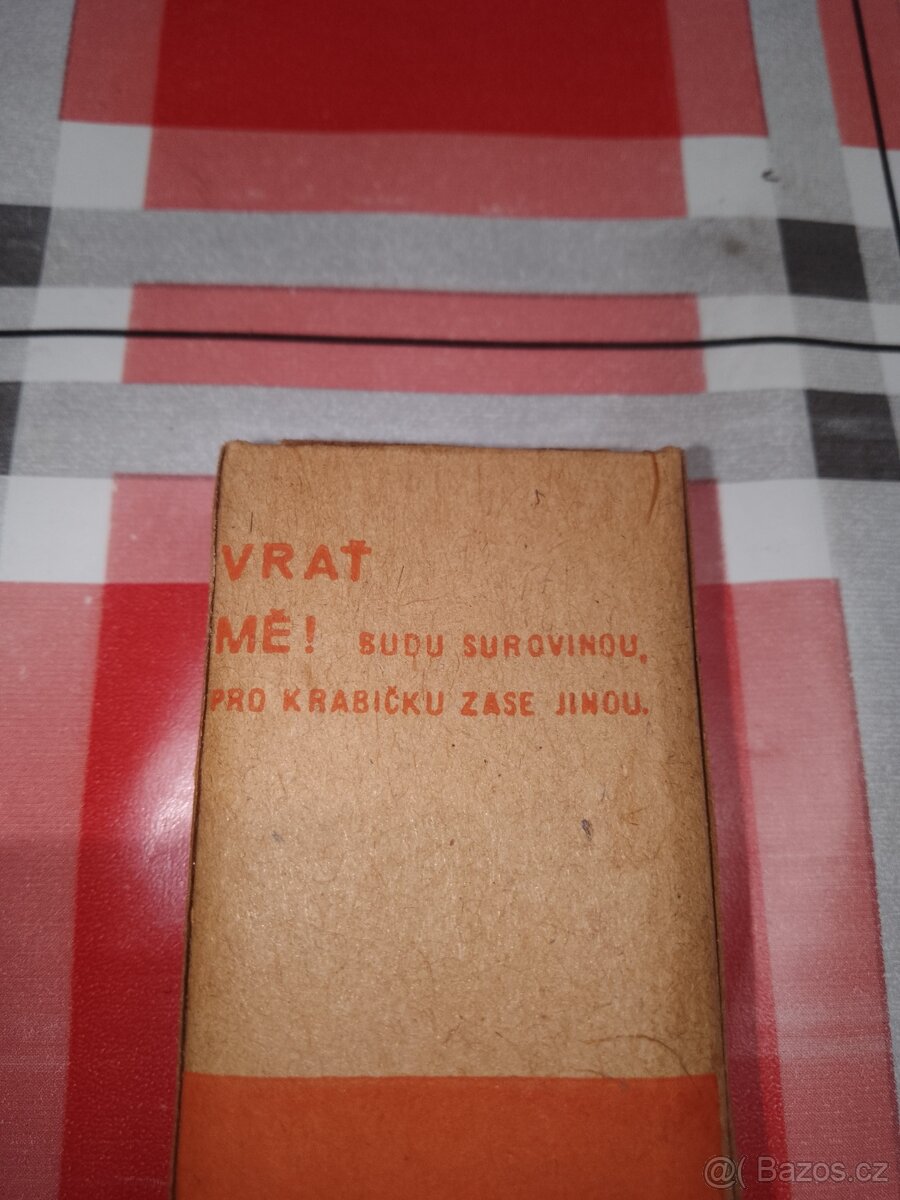 VRAŤ
MĚ! BUDU SUROVINOU,
PRO KRABIČKU ZASE JINOU.
@( Bazos.cz